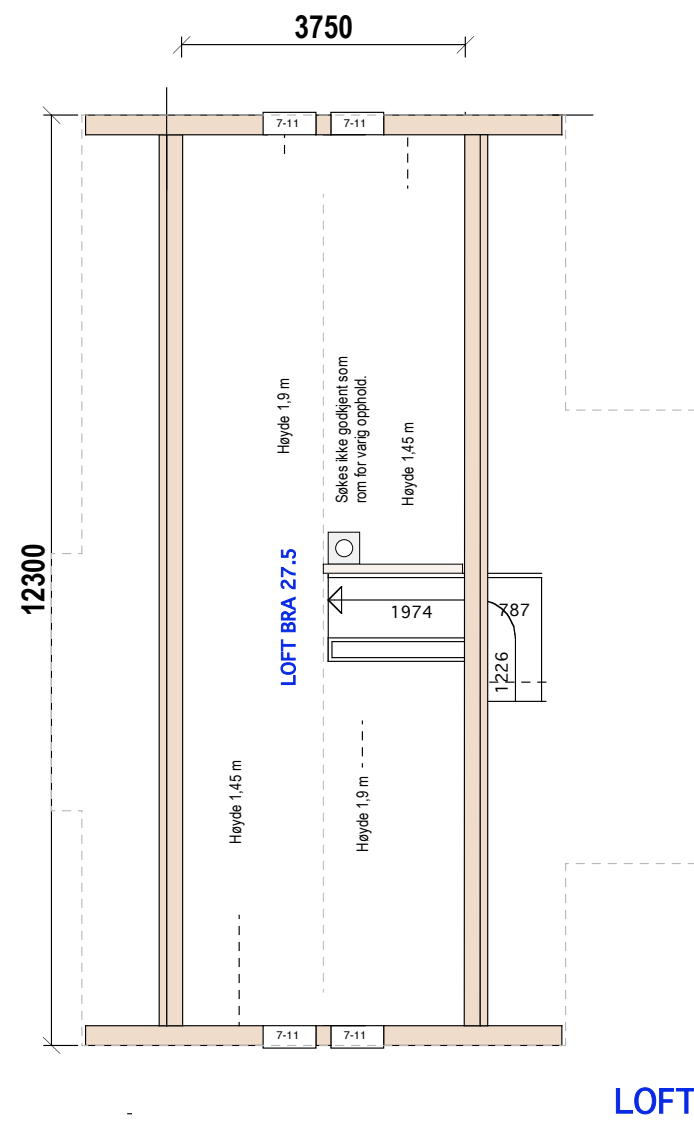 3750
7-11
7-11
Høyde 1,9 m
Søkes ikke godkjent som
rom for varig opphold.
Høyde 1,45 m
12300
LOFT BRA 27.5
1974
787
1226
Høyde 1,45 m
Høyde 1,9 m
7-11
7-11
LOFT